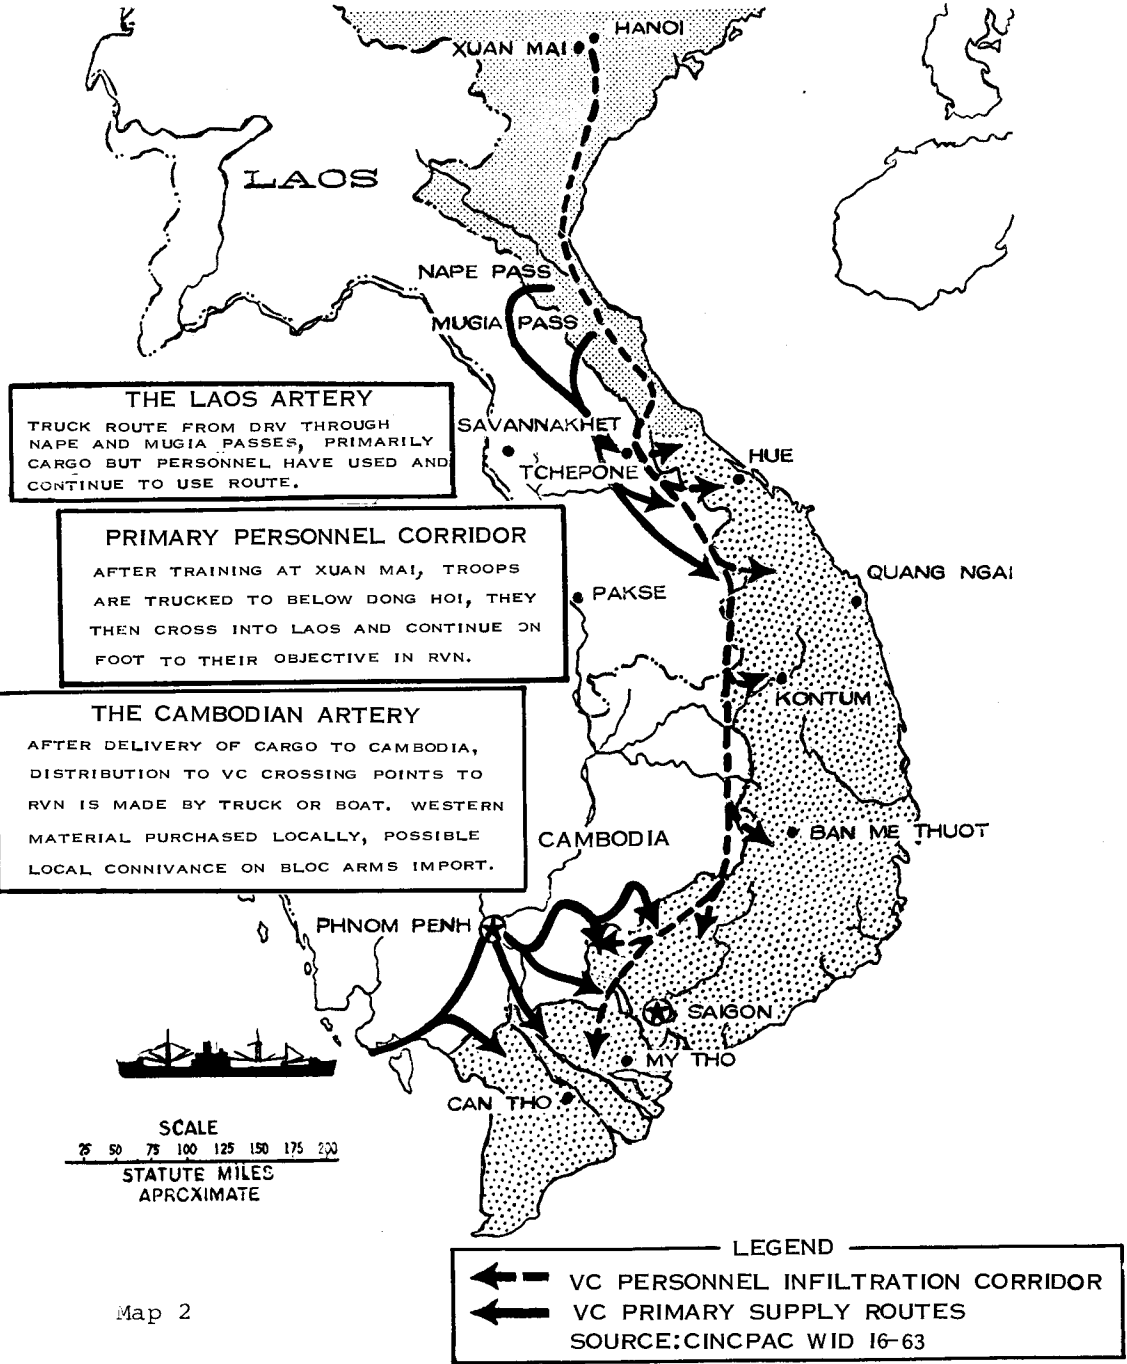 HANOI
XUAN MAI
LAOS
NAPE PASS
MUGIA PASS
THE LAOS ARTERY
TRUCK ROUTE FROM DRV THROUGH
NAPE AND MUGIA PASSES, PRIMARILY
CARGO BUT PERSONNEL HAVE USED AND
CONTINUE TO USE ROUTE.
SAVANNAKHET
TCHEPONE
HUE
PRIMARY PERSONNEL CORRIDOR
AFTER TRAINING AT XUAN MAI, TROOPS
ARE TRUCKED TO BELOW DONG HOI, THEY
THEN CROSS INTO LAOS AND CONTINUE ON
FOOT TO THEIR OBJECTIVE IN RVN.
QUANG NGAI
PAKSE
KONTUM
THE CAMBODIAN ARTERY
AFTER DELIVERY OF CARGO TO CAMBODIA,
DISTRIBUTION TO VC CROSSING POINTS TO
RVN IS MADE BY TRUCK OR BOAT. WESTERN
MATERIAL PURCHASED LOCALLY, POSSIBLE
LOCAL CONNIVANCE ON BLOC ARMS IMPORT.
CAMBODIA
BAN ME THUOT
PHNOM PENH
SAIGON
MY THO
CAN THO
SCALE
25 50 75 100 125 150 175 200
STATUTE MILES
APROXIMATE
LEGEND
VC PERSONNEL INFILTRATION CORRIDOR
VC PRIMARY SUPPLY ROUTES
SOURCE: CINCPAC WID 16-63
Map 2